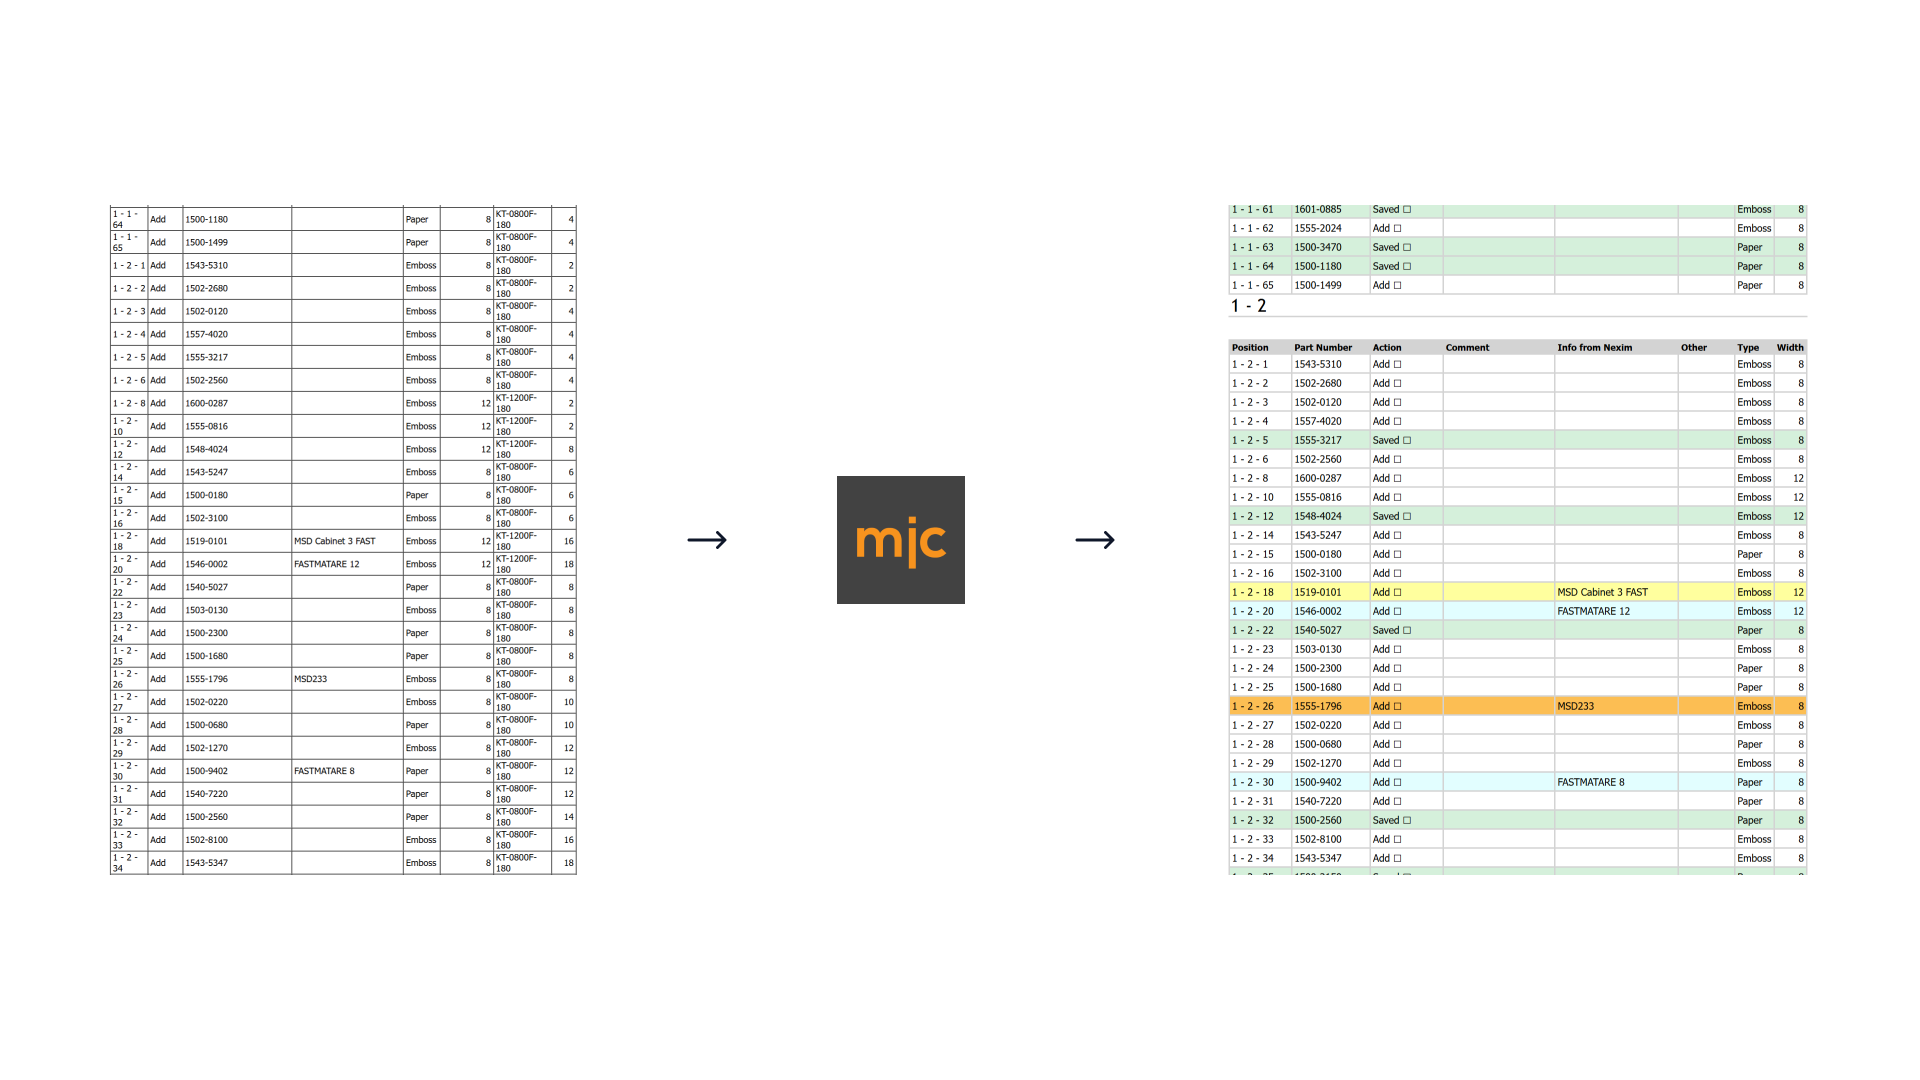 1 - 1 - 64 Add 1500-1180 Paper 8 KT-0800F-180 4
1 - 1 - 65 Add 1500-1499 Paper 8 KT-0800F-180 4
1 - 2 - 1 Add 1543-5310 Emboss 8 KT-0800F-180 2
1 - 2 - 2 Add 1502-2680 Emboss 8 KT-0800F-180 2
1 - 2 - 3 Add 1502-0120 Emboss 8 KT-0800F-180 4
1 - 2 - 4 Add 1557-4020 Emboss 8 KT-0800F-180 4
1 - 2 - 5 Add 1555-3217 Emboss 8 KT-0800F-180 4
1 - 2 - 6 Add 1502-2560 Emboss 8 KT-0800F-180 4
1 - 2 - 8 Add 1600-0287 Emboss 12 KT-1200F-180 2
1 - 2 - 10 Add 1555-0816 Emboss 12 KT-1200F-180 2
1 - 2 - 12 Add 1548-4024 Emboss 12 KT-1200F-180 8
1 - 2 - 14 Add 1543-5247 Emboss 8 KT-0800F-180 6
1 - 2 - 15 Add 1500-0180 Paper 8 KT-0800F-180 6
1 - 2 - 16 Add 1502-3100 Emboss 8 KT-0800F-180 6
1 - 2 - 18 Add 1519-0101 MSD Cabinet 3 FAST Emboss 12 KT-1200F-180 16
1 - 2 - 20 Add 1546-0002 FASTMATARE 12 Emboss 12 KT-1200F-180 18
1 - 2 - 22 Add 1540-5027 Paper 8 KT-0800F-180 8
1 - 2 - 23 Add 1503-0130 Emboss 8 KT-0800F-180 8
1 - 2 - 24 Add 1500-2300 Paper 8 KT-0800F-180 8
1 - 2 - 25 Add 1500-1680 Paper 8 KT-0800F-180 8
1 - 2 - 26 Add 1555-1796 MSD233 Emboss 8 KT-0800F-180 8
1 - 2 - 27 Add 1502-0220 Emboss 8 KT-0800F-180 10
1 - 2 - 28 Add 1500-0680 Paper 8 KT-0800F-180 10
1 - 2 - 29 Add 1502-1270 Emboss 8 KT-0800F-180 12
1 - 2 - 30 Add 1500-9402 FASTMATARE 8 Paper 8 KT-0800F-180 12
1 - 2 - 31 Add 1540-7220 Paper 8 KT-0800F-180 12
1 - 2 - 32 Add 1500-2560 Paper 8 KT-0800F-180 14
1 - 2 - 33 Add 1502-8100 Emboss 8 KT-0800F-180 16
1 - 2 - 34 Add 1543-5347 Emboss 8 KT-0800F-180 18
mjc
1 - 1 - 61 1601-0885 Saved ☐ Emboss 8
1 - 1 - 62 1555-2024 Add ☐ Emboss 8
1 - 1 - 63 1500-3470 Saved ☐ Paper 8
1 - 1 - 64 1500-1180 Saved ☐ Paper 8
1 - 1 - 65 1500-1499 Add ☐ Paper 8
1 - 2
Position Part Number Action Comment Info from Nexim Other Type Width
1 - 2 - 1 1543-5310 Add ☐ Emboss 8
1 - 2 - 2 1502-2680 Add ☐ Emboss 8
1 - 2 - 3 1502-0120 Add ☐ Emboss 8
1 - 2 - 4 1557-4020 Add ☐ Emboss 8
1 - 2 - 5 1555-3217 Saved ☐ Emboss 8
1 - 2 - 6 1502-2560 Add ☐ Emboss 8
1 - 2 - 8 1600-0287 Add ☐ Emboss 12
1 - 2 - 10 1555-0816 Add ☐ Emboss 12
1 - 2 - 12 1548-4024 Saved ☐ Emboss 12
1 - 2 - 14 1543-5247 Add ☐ Emboss 8
1 - 2 - 15 1500-0180 Add ☐ Paper 8
1 - 2 - 16 1502-3100 Add ☐ Emboss 8
1 - 2 - 18 1519-0101 Add ☐ MSD Cabinet 3 FAST Emboss 12
1 - 2 - 20 1546-0002 Add ☐ FASTMATARE 12 Emboss 12
1 - 2 - 22 1540-5027 Saved ☐ Paper 8
1 - 2 - 23 1503-0130 Add ☐ Emboss 8
1 - 2 - 24 1500-2300 Add ☐ Paper 8
1 - 2 - 25 1500-1680 Add ☐ Paper 8
1 - 2 - 26 1555-1796 Add ☐ MSD233 Emboss 8
1 - 2 - 27 1502-0220 Add ☐ Emboss 8
1 - 2 - 28 1500-0680 Add ☐ Paper 8
1 - 2 - 29 1502-1270 Add ☐ Emboss 8
1 - 2 - 30 1500-9402 Add ☐ FASTMATARE 8 Paper 8
1 - 2 - 31 1540-7220 Add ☐ Paper 8
1 - 2 - 32 1500-2560 Saved ☐ Paper 8
1 - 2 - 33 1502-8100 Add ☐ Emboss 8
1 - 2 - 34 1543-5347 Add ☐ Emboss 8